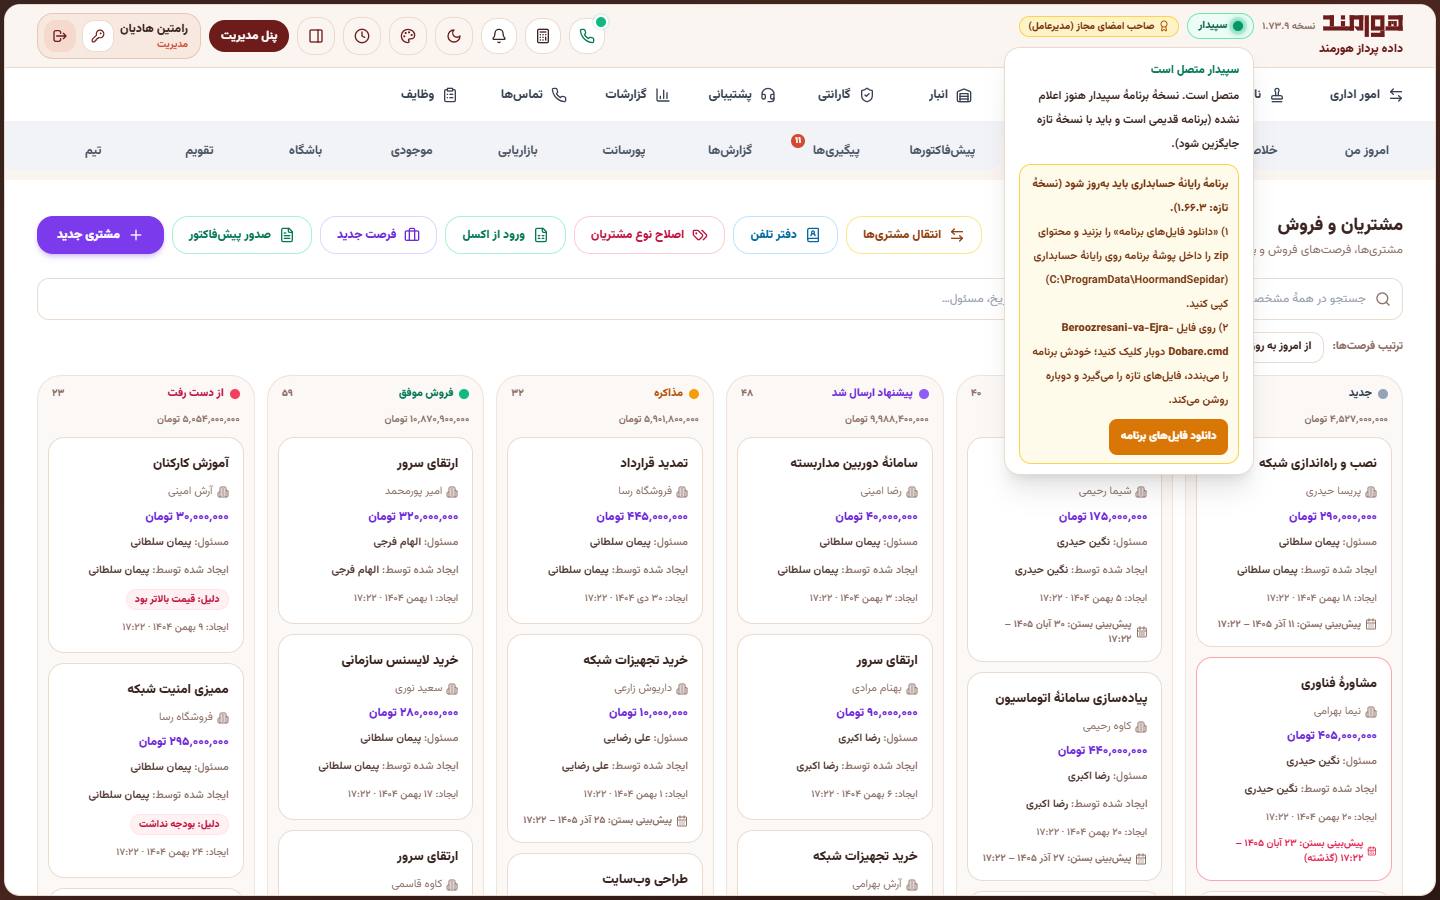 هورمند
داده پرداز هورمند
نسخه ۱.۷۳.۹
سپیدار
صاحب امضای مجاز (مدیرعامل)
پنل مدیریت
رامتین هادیان
مدیریت
امور اداری
انبار
گارانتی
پشتیبانی
گزارشات
تماس‌ها
وظایف
امروز من
پیش‌فاکتورها
پیگیری‌ها
۱۱
گزارش‌ها
پورسانت
موجودی
بازاریابی
باشگاه
تقویم
تیم
سپیدار متصل است
متصل است. نسخهٔ برنامهٔ سپیدار هنوز اعلام
نشده (برنامه قدیمی است و باید با نسخهٔ تازه
جایگزین شود).
برنامهٔ رایانهٔ حسابداری باید به‌روز شود (نسخهٔ
تازه: ۱.۶۶.۳).
۱) «دانلود فایل‌های برنامه» را بزنید و محتوای
zip را داخل پوشهٔ برنامه روی رایانهٔ حسابداری
(C:\ProgramData\HoormandSepidar)
کپی کنید.
۲) روی فایل Beroozresani-va-Ejra-
Dobare.cmd دوبار کلیک کنید؛ خودش برنامه
را می‌بندد، فایل‌های تازه را می‌گیرد و دوباره
روشن می‌کند.
دانلود فایل‌های برنامه
مشتریان و فروش
مشتری‌ها، فرصت‌های فروش و
انتقال مشتری‌ها
دفتر تلفن
اصلاح نوع مشتریان
ورود از اکسل
فرصت جدید
صدور پیش‌فاکتور
مشتری جدید
جستجو در همهٔ
مسئول…
ترتیب فرصت‌ها:
از امروز به
جدید
۴,۵۲۷,۰۰۰,۰۰۰ تومان
نصب و راه‌اندازی شبکه
پریسا حیدری
۲۹۰,۰۰۰,۰۰۰ تومان
مسئول: پیمان سلطانی
ایجاد شده توسط: پیمان سلطانی
ایجاد: ۱۸ بهمن ۱۴۰۴ · ۱۷:۲۲
پیش‌بینی بستن: ۱۱ آذر ۱۴۰۵ – ۱۷:۲۲
مشاورهٔ فناوری
نیما بهرامی
۴۰۵,۰۰۰,۰۰۰ تومان
مسئول: نگین حیدری
ایجاد شده توسط: نگین حیدری
ایجاد: ۲۰ بهمن ۱۴۰۴ · ۱۷:۲۲
پیش‌بینی بستن: ۲۳ آبان ۱۴۰۵ –
۱۷:۲۲ (گذشته)
۴۰
شیما رحیمی
۱۷۵,۰۰۰,۰۰۰ تومان
مسئول: نگین حیدری
ایجاد شده توسط: نگین حیدری
ایجاد: ۵ بهمن ۱۴۰۴ · ۱۷:۲۲
پیش‌بینی بستن: ۳۰ آبان ۱۴۰۵ –
۱۷:۲۲
پیاده‌سازی سامانهٔ اتوماسیون
کاوه رحیمی
۴۴۰,۰۰۰,۰۰۰ تومان
مسئول: رضا اکبری
ایجاد شده توسط: رضا اکبری
ایجاد: ۲۰ بهمن ۱۴۰۴ · ۱۷:۲۲
پیش‌بینی بستن: ۲۷ آذر ۱۴۰۵ – ۱۷:۲۲
پیشنهاد ارسال شد
۴۸
۹,۹۸۸,۴۰۰,۰۰۰ تومان
سامانهٔ دوربین مداربسته
رضا امینی
۴۰,۰۰۰,۰۰۰ تومان
مسئول: پیمان سلطانی
ایجاد شده توسط: پیمان سلطانی
ایجاد: ۳ بهمن ۱۴۰۴ · ۱۷:۲۲
ارتقای سرور
بهنام مرادی
۹۰,۰۰۰,۰۰۰ تومان
مسئول: رضا اکبری
ایجاد شده توسط: رضا اکبری
ایجاد: ۶ بهمن ۱۴۰۴ · ۱۷:۲۲
خرید تجهیزات شبکه
آرش بهرامی
مذاکره
۳۲
۵,۹۰۱,۸۰۰,۰۰۰ تومان
تمدید قرارداد
فروشگاه رسا
۴۴۵,۰۰۰,۰۰۰ تومان
مسئول: پیمان سلطانی
ایجاد شده توسط: پیمان سلطانی
ایجاد: ۳۰ دی ۱۴۰۴ · ۱۷:۲۲
خرید تجهیزات شبکه
داریوش زارعی
۱۰,۰۰۰,۰۰۰ تومان
مسئول: علی رضایی
ایجاد شده توسط: علی رضایی
ایجاد: ۱ بهمن ۱۴۰۴ · ۱۷:۲۲
پیش‌بینی بستن: ۲۵ آذر ۱۴۰۵ – ۱۷:۲۲
طراحی وب‌سایت
فروش موفق
۵۹
۱۰,۸۷۰,۹۰۰,۰۰۰ تومان
ارتقای سرور
امیر پورمحمد
۳۲۰,۰۰۰,۰۰۰ تومان
مسئول: الهام فرجی
ایجاد شده توسط: الهام فرجی
ایجاد: ۱ بهمن ۱۴۰۴ · ۱۷:۲۲
خرید لایسنس سازمانی
سعید نوری
۲۸۰,۰۰۰,۰۰۰ تومان
مسئول: پیمان سلطانی
ایجاد شده توسط: پیمان سلطانی
ایجاد: ۱۷ بهمن ۱۴۰۴ · ۱۷:۲۲
ارتقای سرور
کاوه قاسمی
از دست رفت
۲۳
۵,۰۵۴,۰۰۰,۰۰۰ تومان
آموزش کارکنان
آرش امینی
۳۰,۰۰۰,۰۰۰ تومان
مسئول: پیمان سلطانی
ایجاد شده توسط: پیمان سلطانی
دلیل: قیمت بالاتر بود
ایجاد: ۹ بهمن ۱۴۰۴ · ۱۷:۲۲
ممیزی امنیت شبکه
فروشگاه رسا
۲۹۵,۰۰۰,۰۰۰ تومان
مسئول: پیمان سلطانی
ایجاد شده توسط: پیمان سلطانی
دلیل: بودجه نداشت
ایجاد: ۲۴ بهمن ۱۴۰۴ · ۱۷:۲۲